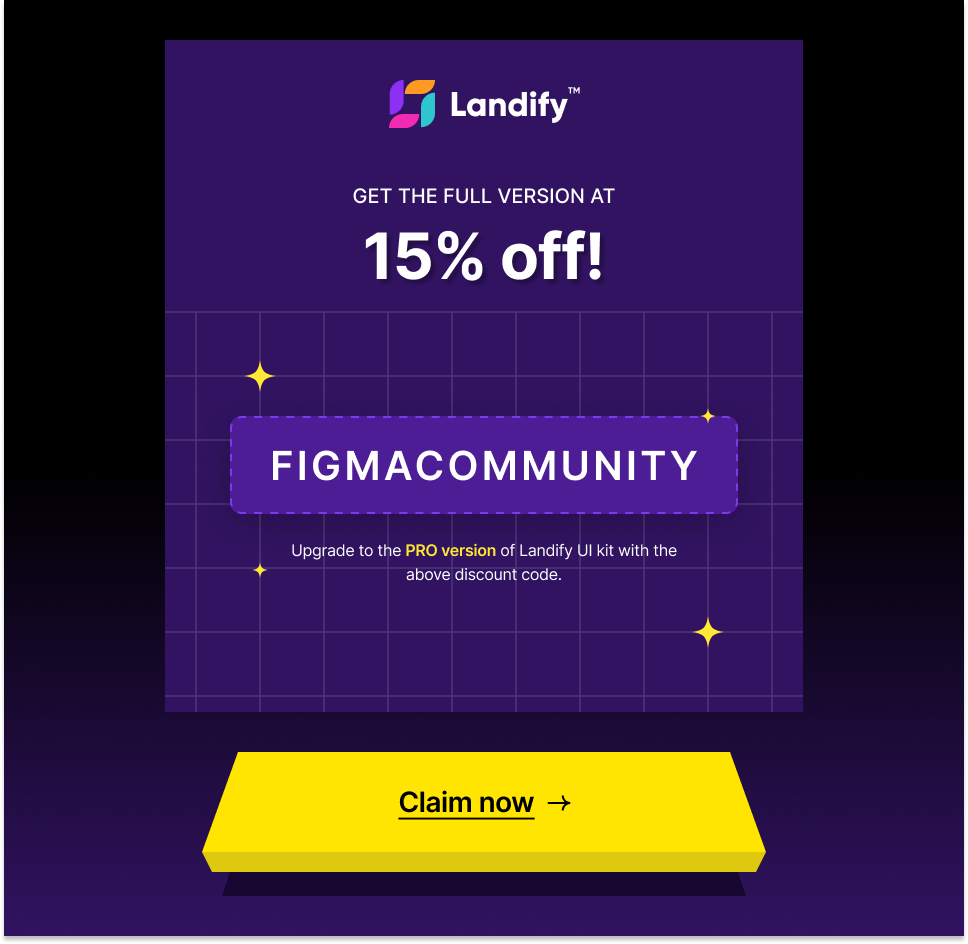 Landify™
GET THE FULL VERSION AT
15% off!
FIGMACOMMUNITY
Upgrade to the PRO version of Landify UI kit with the
above discount code.
Claim now →